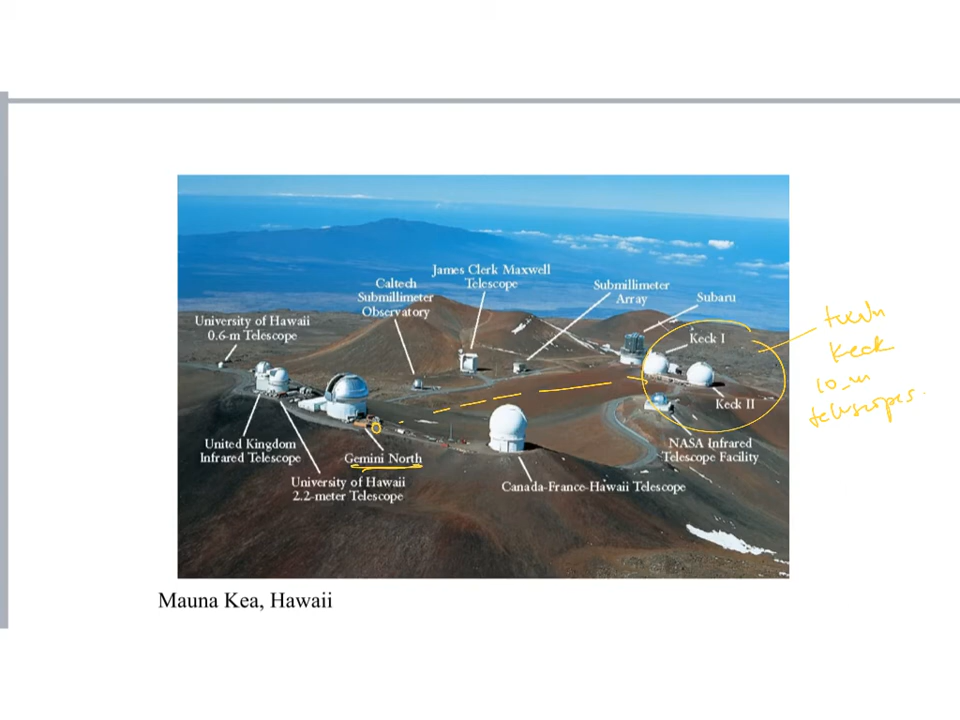 James Clerk Maxwell
Telescope
Caltech
Submillimeter
Observatory
Submillimeter
Array
Subaru
University of Hawaii
0.6-m Telescope
Keck I
Keck II
United Kingdom
Infrared Telescope
Gemini North
University of Hawaii
2.2-meter Telescope
NASA Infrared
Telescope Facility
Canada-France-Hawaii Telescope
Keck
10-m
telescopes.
Mauna Kea, Hawaii